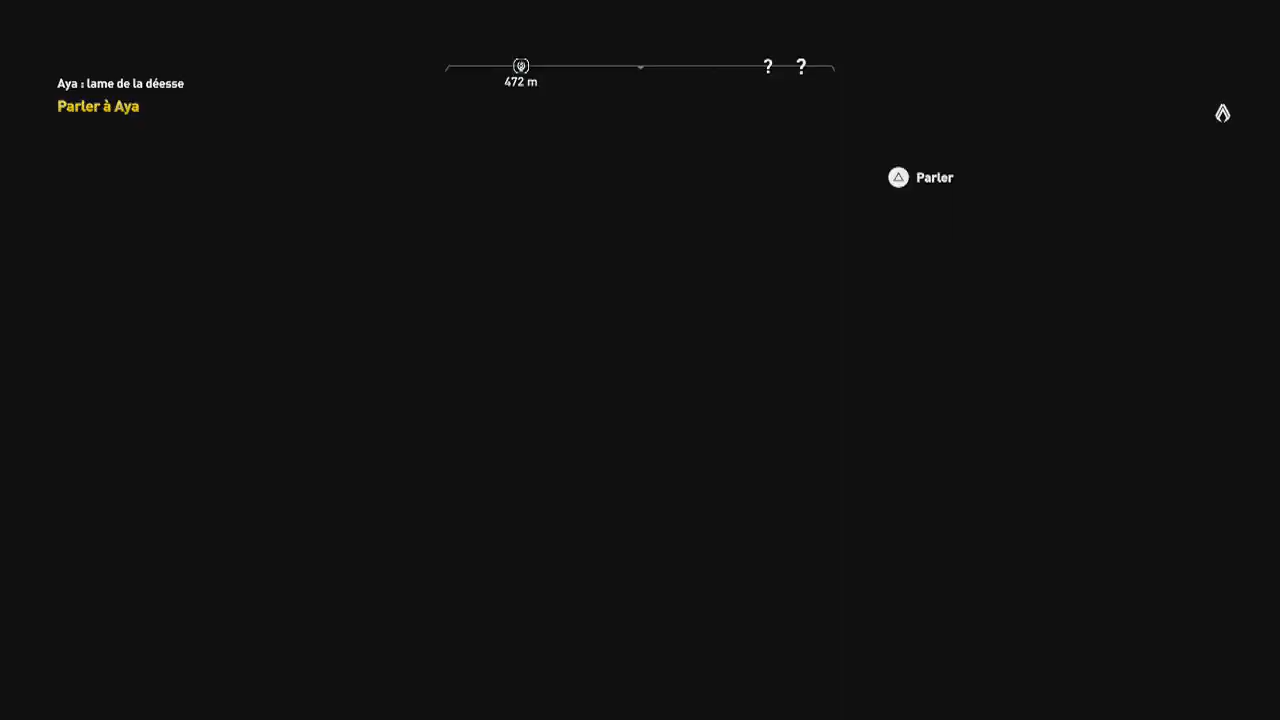 Aya : lame de la déesse
Parler à Aya
472 m
? ?
Parler